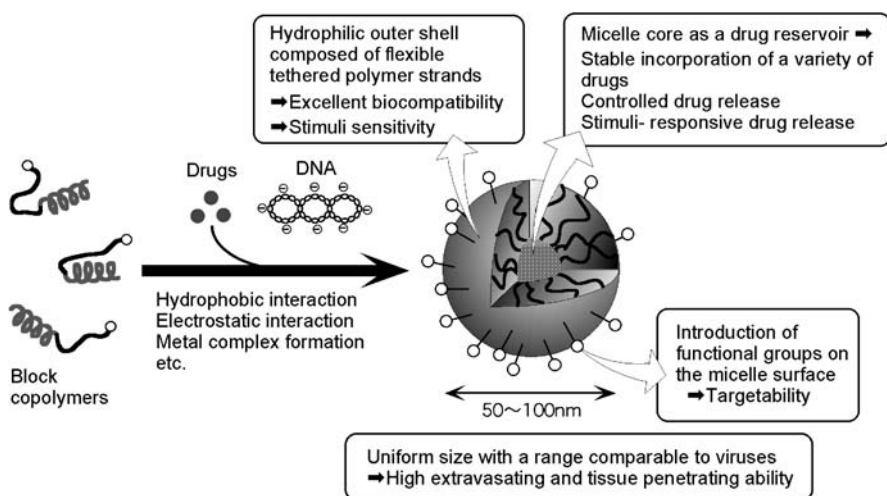 Hydrophilic outer shell
composed of flexible
tethered polymer strands
➡Excellent biocompatibility
➡Stimuli sensitivity
Micelle core as a drug reservoir ➡
Stable incorporation of a variety of
drugs
Controlled drug release
Stimuli- responsive drug release
Drugs
DNA
Hydrophobic interaction
Electrostatic interaction
Metal complex formation
etc.
Block
copolymers
50～100nm
Introduction of
functional groups on
the micelle surface
➡Targetability
Uniform size with a range comparable to viruses
➡High extravasating and tissue penetrating ability